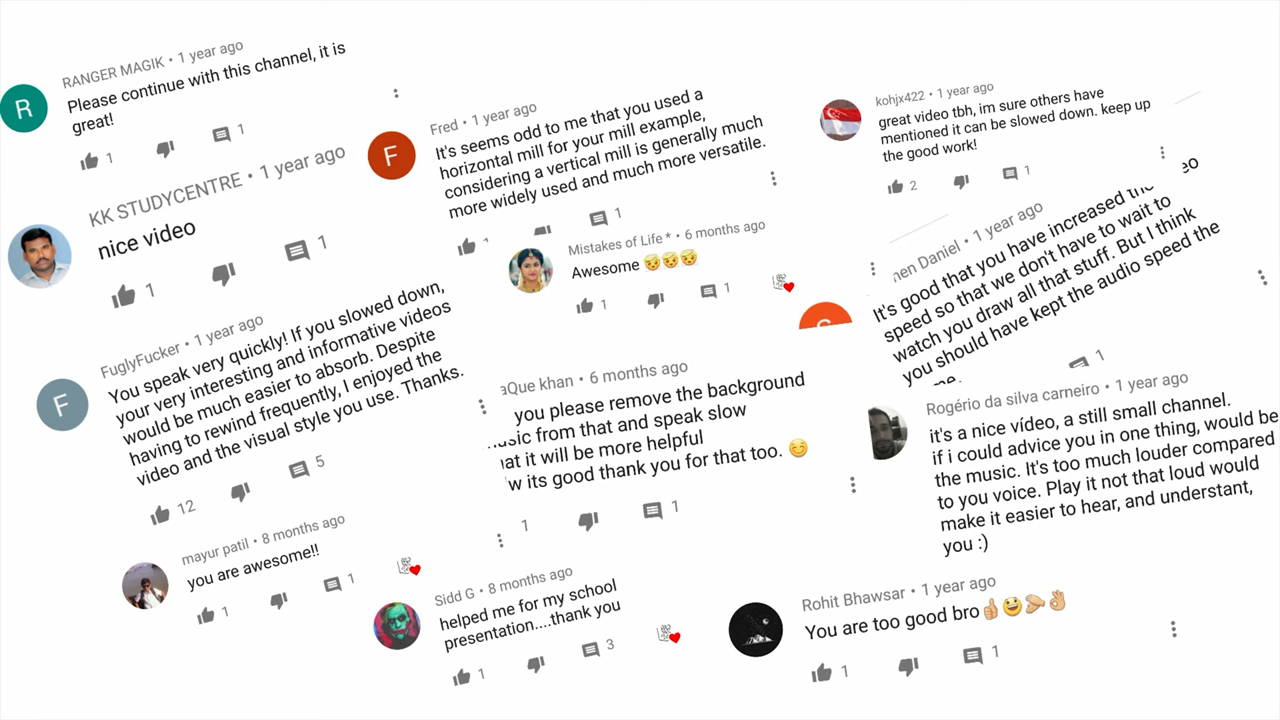 RANGER MAGIK • 1 year ago
Please continue with this channel, it is
great!
1
1
R
KK STUDYCENTRE • 1 year ago
nice video
1
1
FuglyFucker • 1 year ago
You speak very quickly! If you slowed down,
your very interesting and informative videos
would be much easier to absorb. Despite
having to rewind frequently, I enjoyed the
video and the visual style you use. Thanks.
12
5
F
mayur patil • 8 months ago
you are awesome!!
1
1
Fred • 1 year ago
It's seems odd to me that you used a
horizontal mill for your mill example,
considering a vertical mill is generally much
more widely used and much more versatile.
1
F
Mistakes of Life * • 6 months ago
Awesome 😇😇😇
1
1
aQue khan • 6 months ago
you please remove the background
from that and speak slow
it will be more helpful
its good thank you for that too. 😊
1
1
Sidd G • 8 months ago
helped me for my school
presentation....thank you
1
3
kohjx422 • 1 year ago
great video tbh, im sure others have
mentioned it can be slowed down. keep up
the good work!
2
1
Daniel • 1 year ago
It's good that you have increased
speed so that we don't have to wait to
watch you draw all that stuff. But I think
you should have kept the audio speed the
1
Rogério da silva carneiro • 1 year ago
it's a nice vídeo, a still small channel.
if i could advice you in one thing, would be
the music. It's too much louder compared
to you voice. Play it not that loud would
make it easier to hear, and understant,
you :)
Rohit Bhawsar • 1 year ago
You are too good bro👍😃🫱👌
1
1